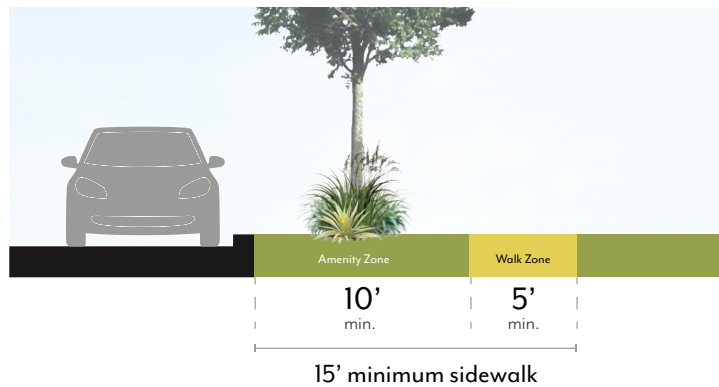 Amenity Zone
Walk Zone
10’
5’
min.
min.
15’ minimum sidewalk